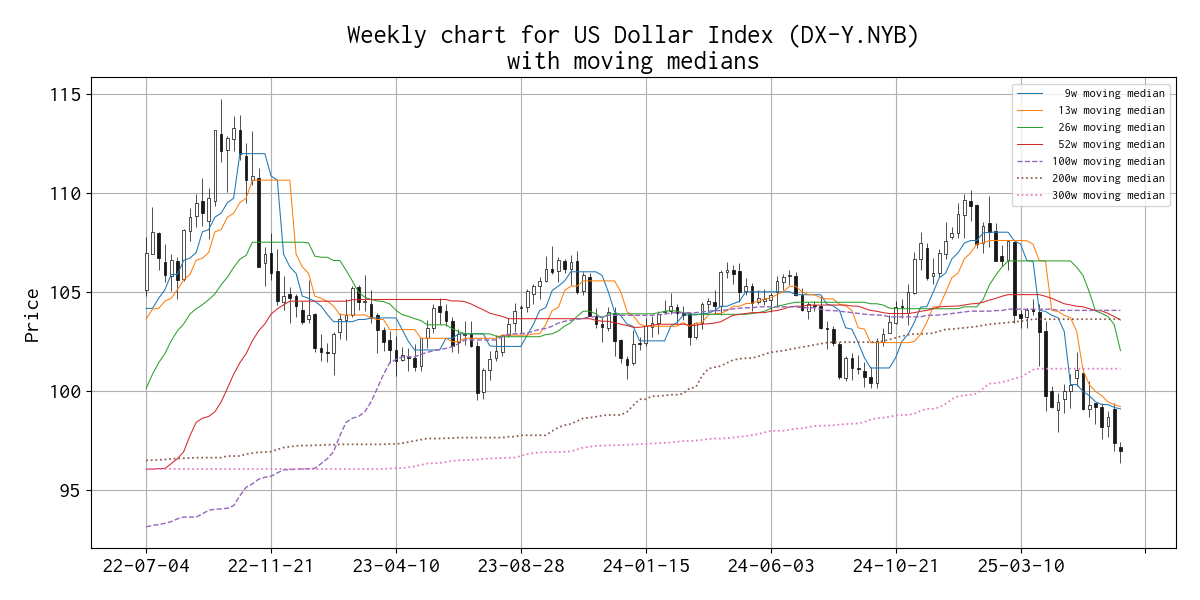 Weekly chart for US Dollar Index (DX-Y.NYB)
with moving medians
115
110
105
100
95
Price
9w moving median
13w moving median
26w moving median
52w moving median
100w moving median
200w moving median
300w moving median
22-07-04 22-11-21 23-04-10 23-08-28 24-01-15 24-06-03 24-10-21 25-03-10